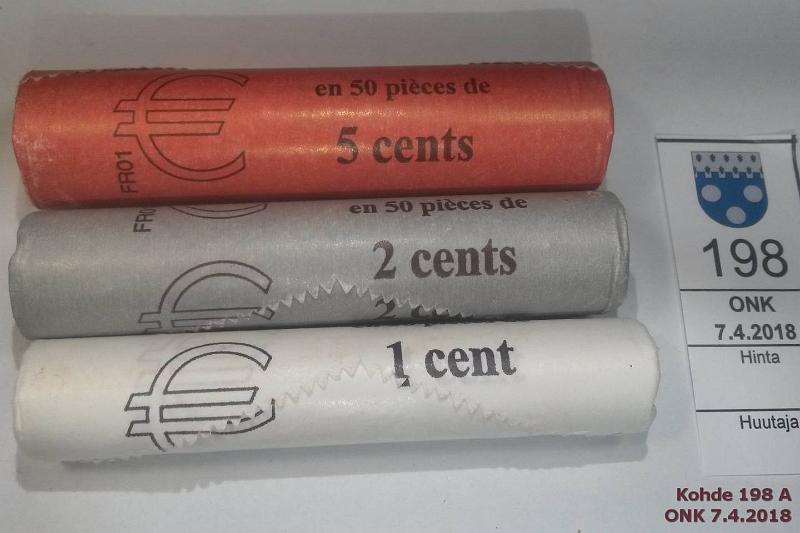 en 50 pièces de
5 cents
FR01
en 50 pièces de
2 cents
2
1 cent
198
ONK
7.4.2018
Hinta
Huutaja
Kohde 198 A
ONK 7.4.2018